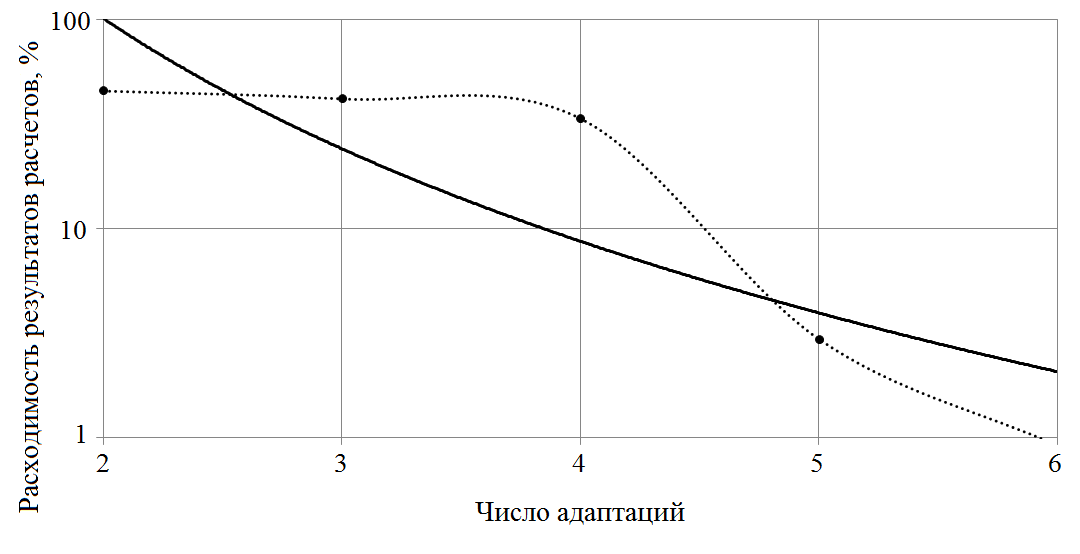 Расходимость результатов расчетов, %
100
10
1
2 3 4 5 6
Число адаптаций